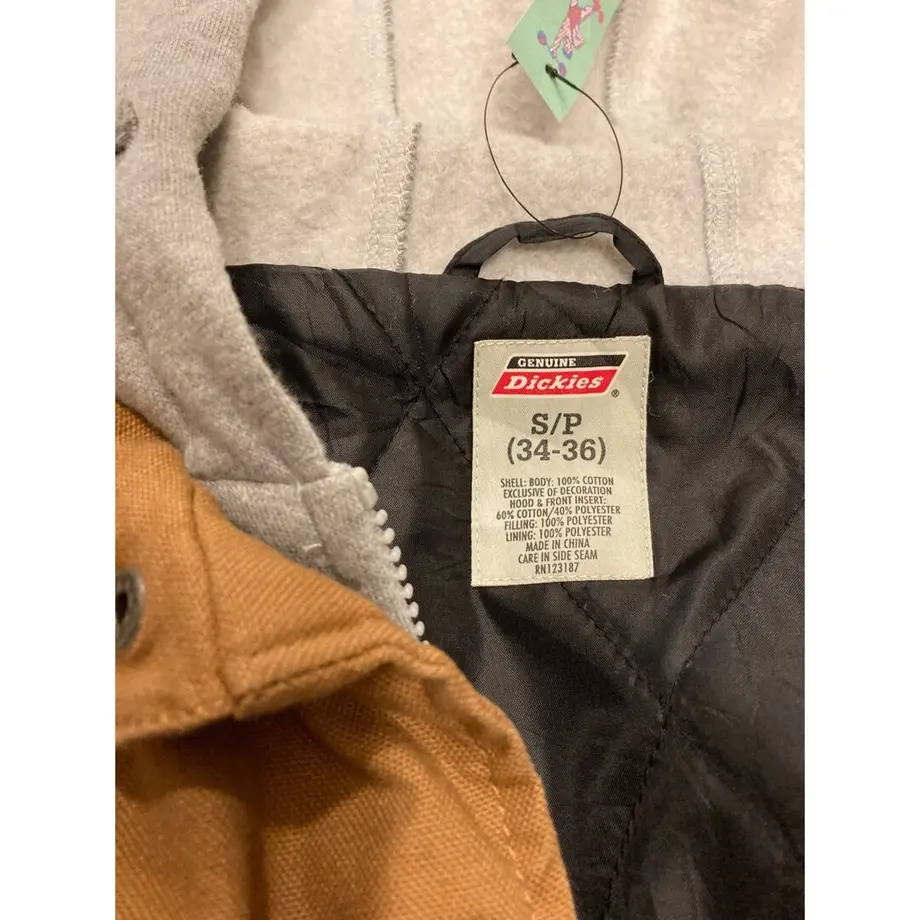 GENUINE
Dickies®
S/P
(34-36)
SHELL: BODY: 100% COTTON
EXCLUSIVE OF DECORATION
HOOD & FRONT INSERT:
60% COTTON/40% POLYESTER
FILLING: 100% POLYESTER
LINING: 100% POLYESTER
MADE IN CHINA
CARE IN SIDE SEAM
RN123187